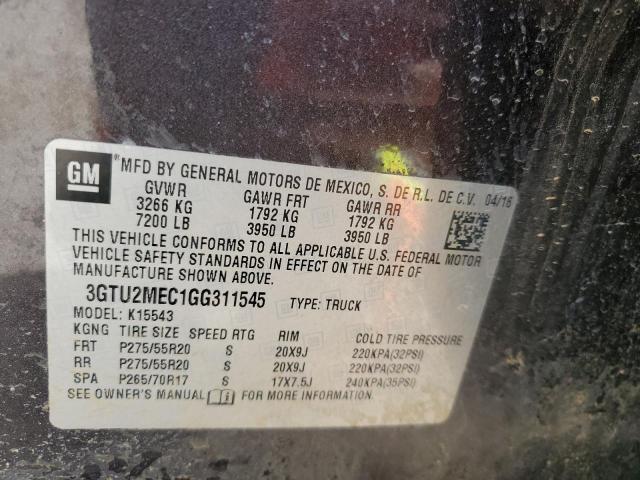 GM
® MFD BY GENERAL MOTORS DE MEXICO, S. DE R.L. DE C.V. 04/16
GVWR GAWR FRT GAWR RR
3266 KG 1792 KG 1792 KG
7200 LB 3950 LB 3950 LB
THIS VEHICLE CONFORMS TO ALL APPLICABLE U.S. FEDERAL MOTOR
VEHICLE SAFETY STANDARDS IN EFFECT ON THE DATE OF
MANUFACTURE SHOWN ABOVE.
3GTU2MEC1GG311545 TYPE: TRUCK
MODEL: K15543
KGNG TIRE SIZE SPEED RTG RIM COLD TIRE PRESSURE
FRT P275/55R20 S 20X9J 220KPA(32PSI)
RR P275/55R20 S 20X9J 220KPA(32PSI)
SPA P265/70R17 S 17X7.5J 240KPA(35PSI)
SEE OWNER'S MANUAL FOR MORE INFORMATION.